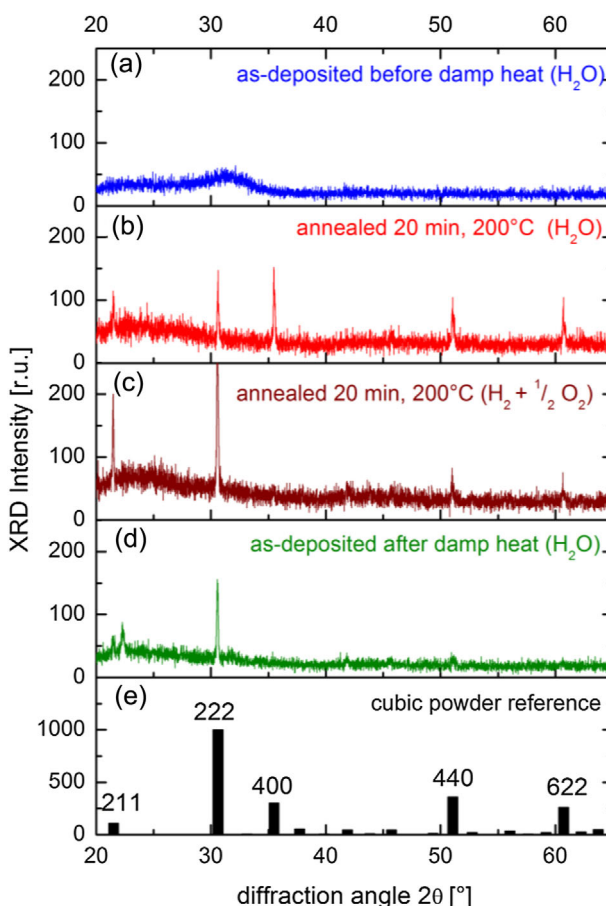 20 30 40 50 60
(a) as-deposited before damp heat (H₂O)
200
100
0
(b) annealed 20 min, 200°C (H₂O)
200
100
0
(c) annealed 20 min, 200°C (H₂ + ¹/₂ O₂)
200
100
0
(d) as-deposited after damp heat (H₂O)
200
100
0
(e) cubic powder reference
1000
500
0
211
222
400
440
622
20 30 40 50 60
diffraction angle 2θ [°]
XRD Intensity [r.u.]